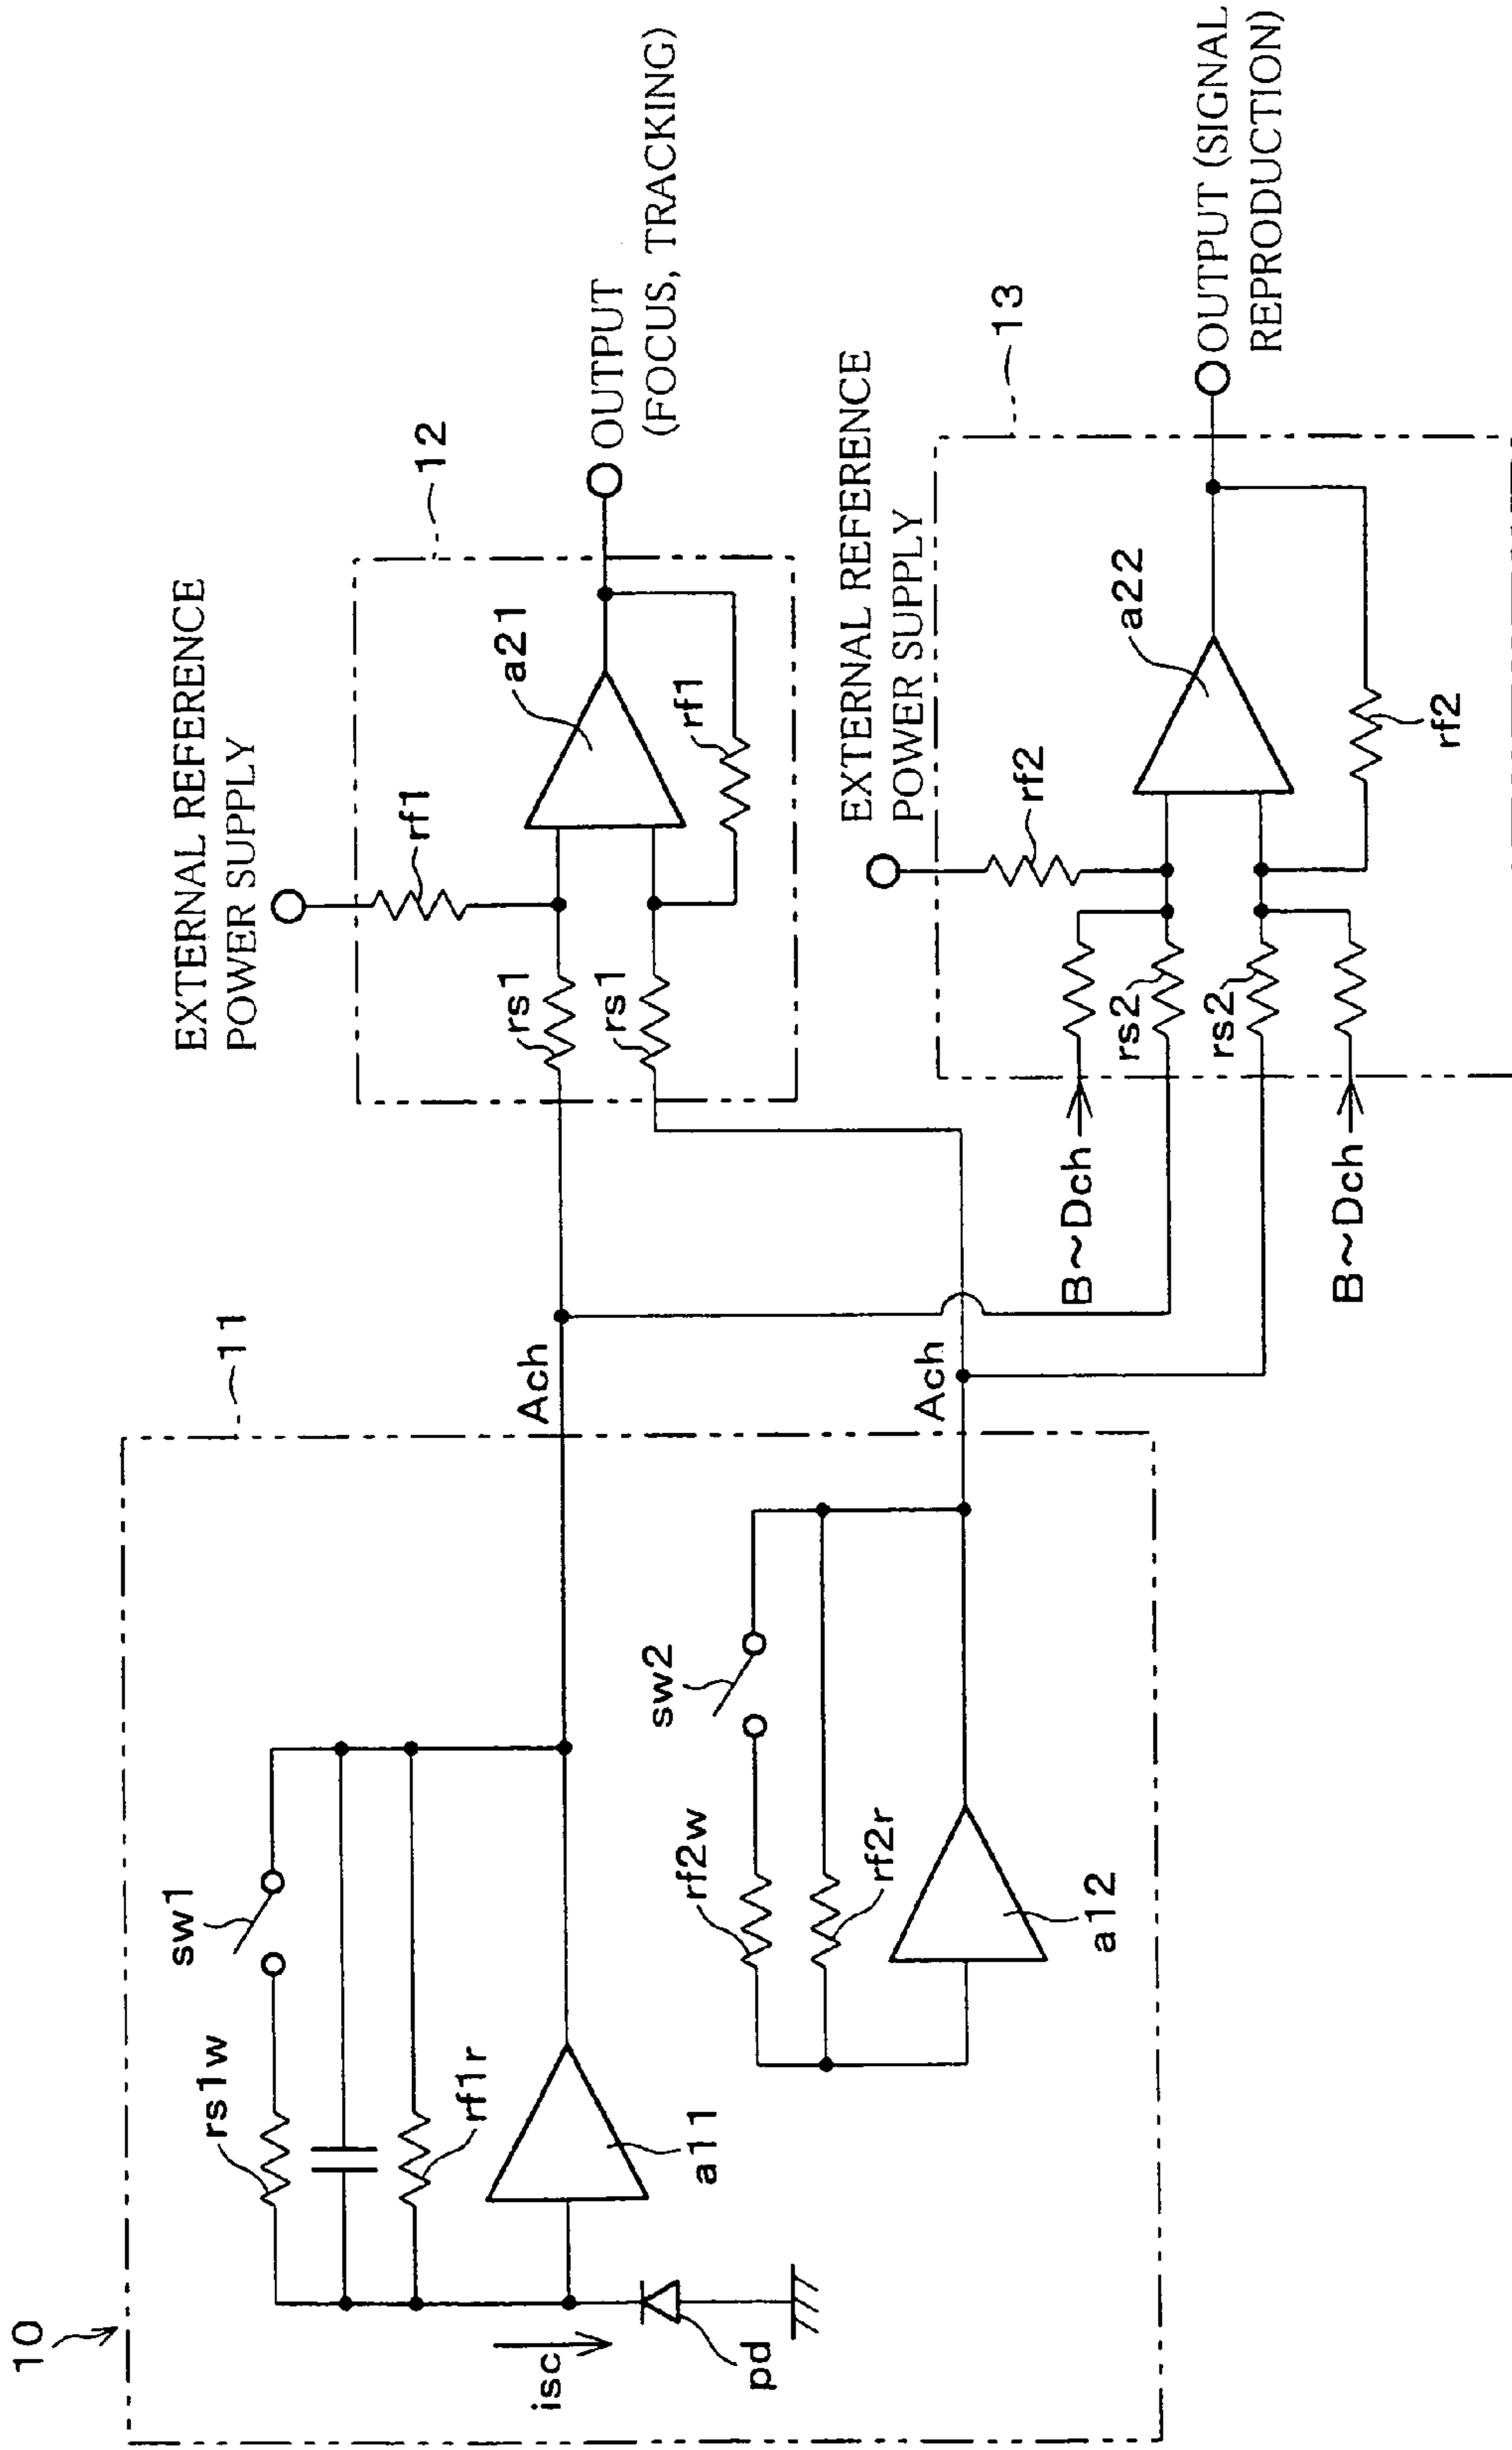 10
11
sw1
rs1w
rf1r
a11
isc
pd
sw2
rf2w
rf2r
a12
Ach
Ach
EXTERNAL REFERENCE
POWER SUPPLY
12
rf1
rs1
rs1
a21
rf1
OUTPUT
(FOCUS, TRACKING)
EXTERNAL REFERENCE
POWER SUPPLY
13
rf2
B~Dch
rs2
rs2
B~Dch
a22
rf2
OUTPUT (SIGNAL
REPRODUCTION)